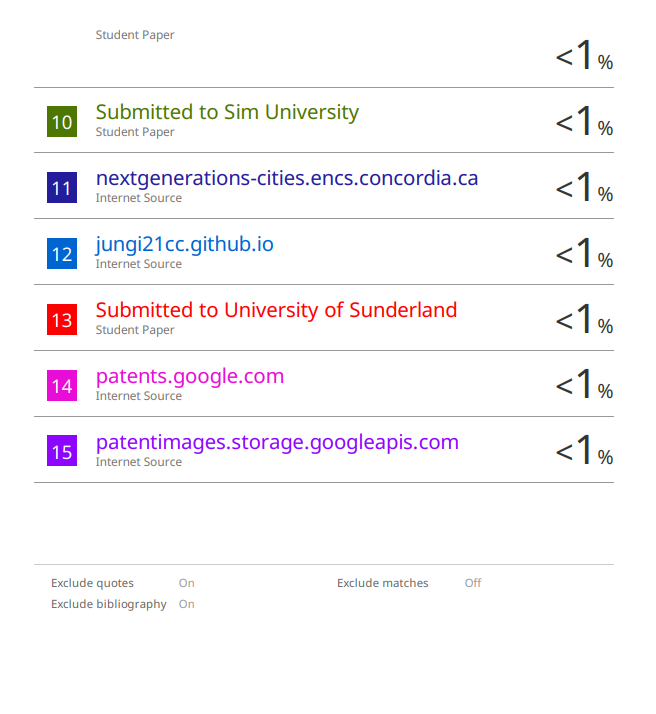 Student Paper
<1%
10 Submitted to Sim University <1%
Student Paper
11 nextgenerations-cities.encs.concordia.ca <1%
Internet Source
12 jungi21cc.github.io <1%
Internet Source
13 Submitted to University of Sunderland <1%
Student Paper
14 patents.google.com <1%
Internet Source
15 patentimages.storage.googleapis.com <1%
Internet Source
Exclude quotes On Exclude matches Off
Exclude bibliography On